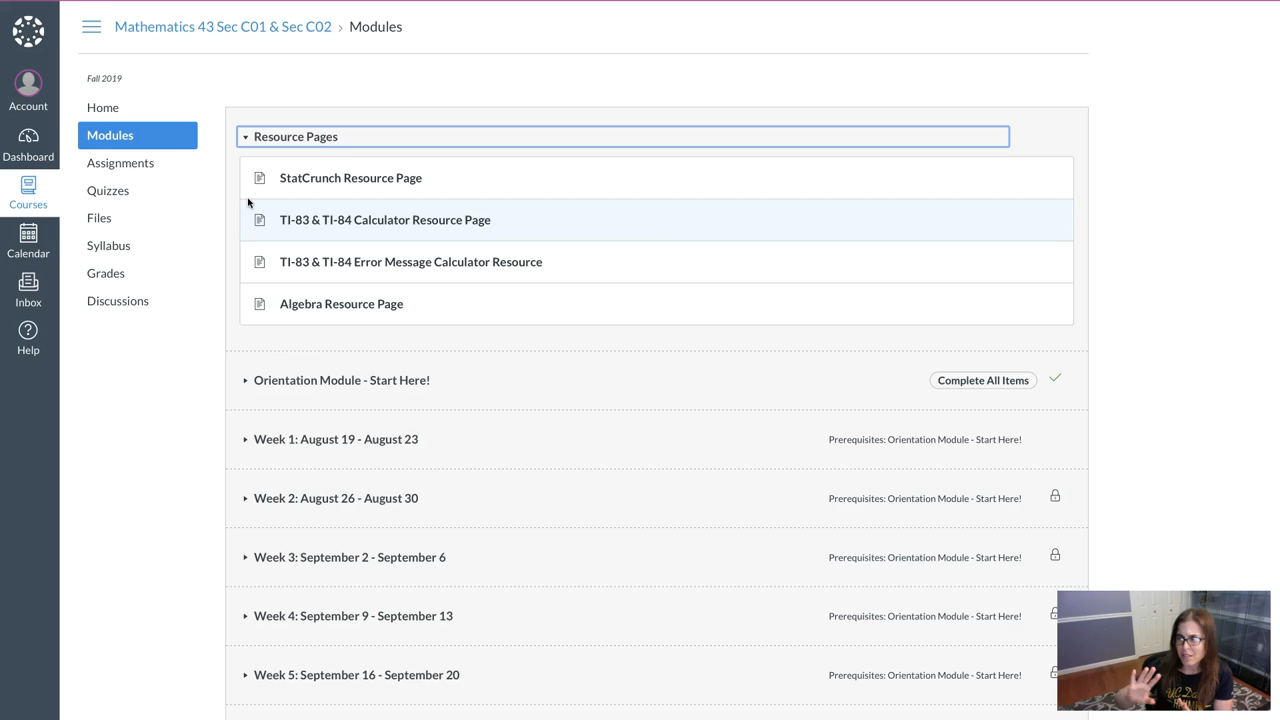 Mathematics 43 Sec C01 & Sec C02 › Modules
Fall 2019
Account
Dashboard
Courses
Calendar
Inbox
Help
Home
Modules
Assignments
Quizzes
Files
Syllabus
Grades
Discussions
Resource Pages
StatCrunch Resource Page
TI-83 & TI-84 Calculator Resource Page
TI-83 & TI-84 Error Message Calculator Resource
Algebra Resource Page
Orientation Module - Start Here! Complete All Items
Week 1: August 19 - August 23 Prerequisites: Orientation Module - Start Here!
Week 2: August 26 - August 30 Prerequisites: Orientation Module - Start Here!
Week 3: September 2 - September 6 Prerequisites: Orientation Module - Start Here!
Week 4: September 9 - September 13 Prerequisites: Orientation Module - Start Here!
Week 5: September 16 - September 20 Prerequisites: Orientation Module - Start Here!